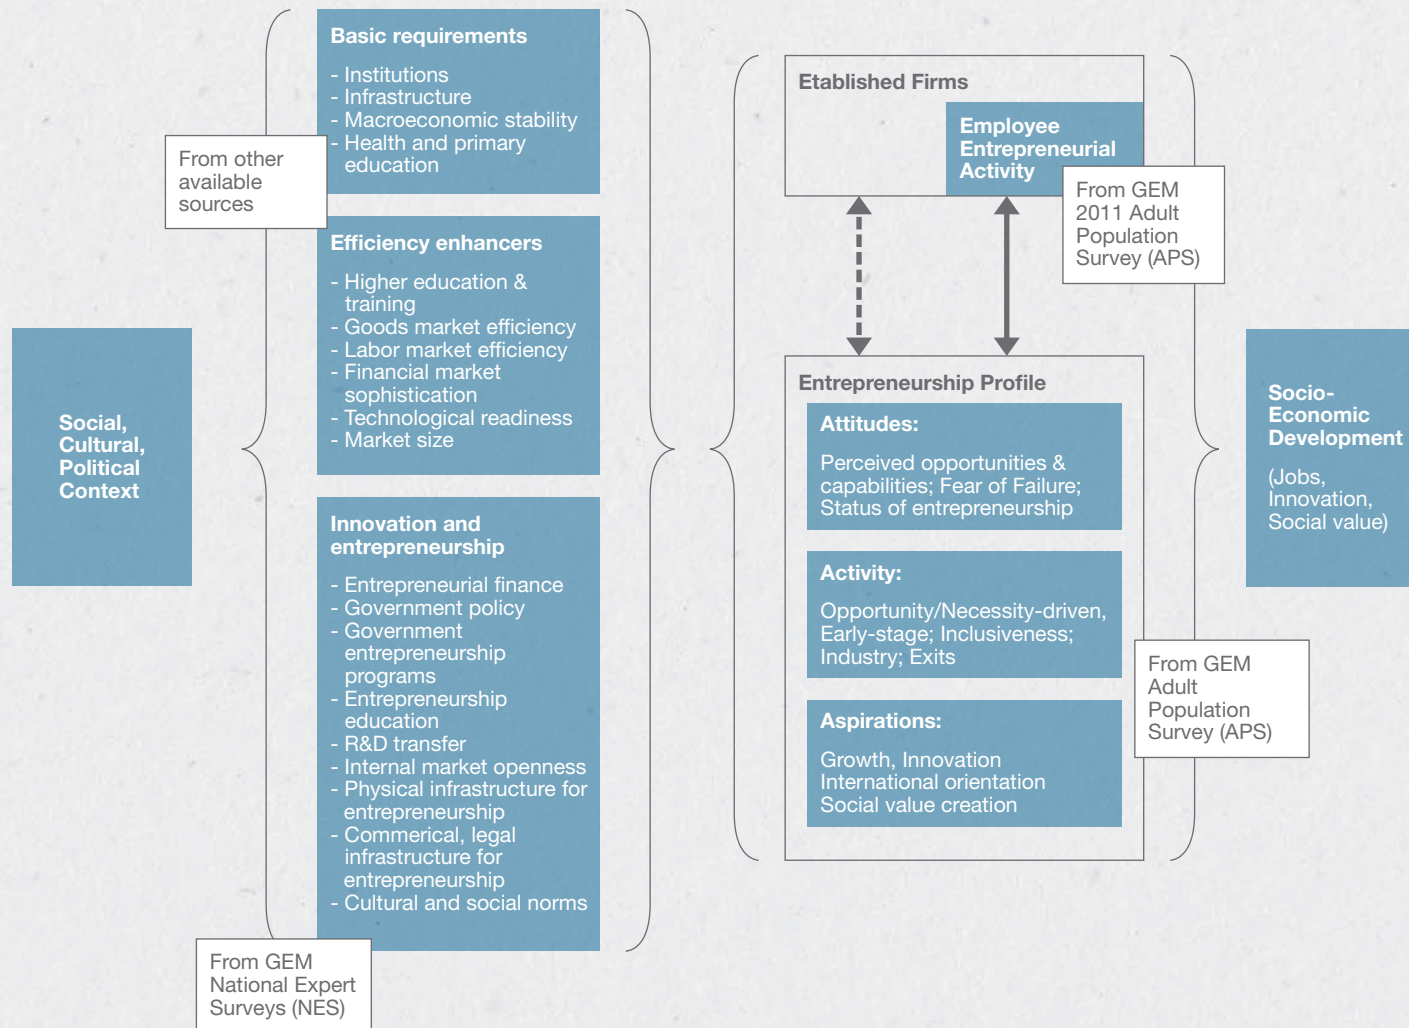 Social,
Cultural,
Political
Context
From other
available
sources
Basic requirements
- Institutions
- Infrastructure
- Macroeconomic stability
- Health and primary
education
Efficiency enhancers
- Higher education &
training
- Goods market efficiency
- Labor market efficiency
- Financial market
sophistication
- Technological readiness
- Market size
Innovation and
entrepreneurship
- Entrepreneurial finance
- Government policy
- Government
entrepreneurship
programs
- Entrepreneurship
education
- R&D transfer
- Internal market openness
- Physical infrastructure for
entrepreneurship
- Commerical, legal
infrastructure for
entrepreneurship
- Cultural and social norms
From GEM
National Expert
Surveys (NES)
Etablished Firms
Employee
Entrepreneurial
Activity
From GEM
2011 Adult
Population
Survey (APS)
Entrepreneurship Profile
Attitudes:
Perceived opportunities &
capabilities; Fear of Failure;
Status of entrepreneurship
Activity:
Opportunity/Necessity-driven,
Early-stage; Inclusiveness;
Industry; Exits
Aspirations:
Growth, Innovation
International orientation
Social value creation
From GEM
Adult
Population
Survey (APS)
Socio-
Economic
Development
(Jobs,
Innovation,
Social value)